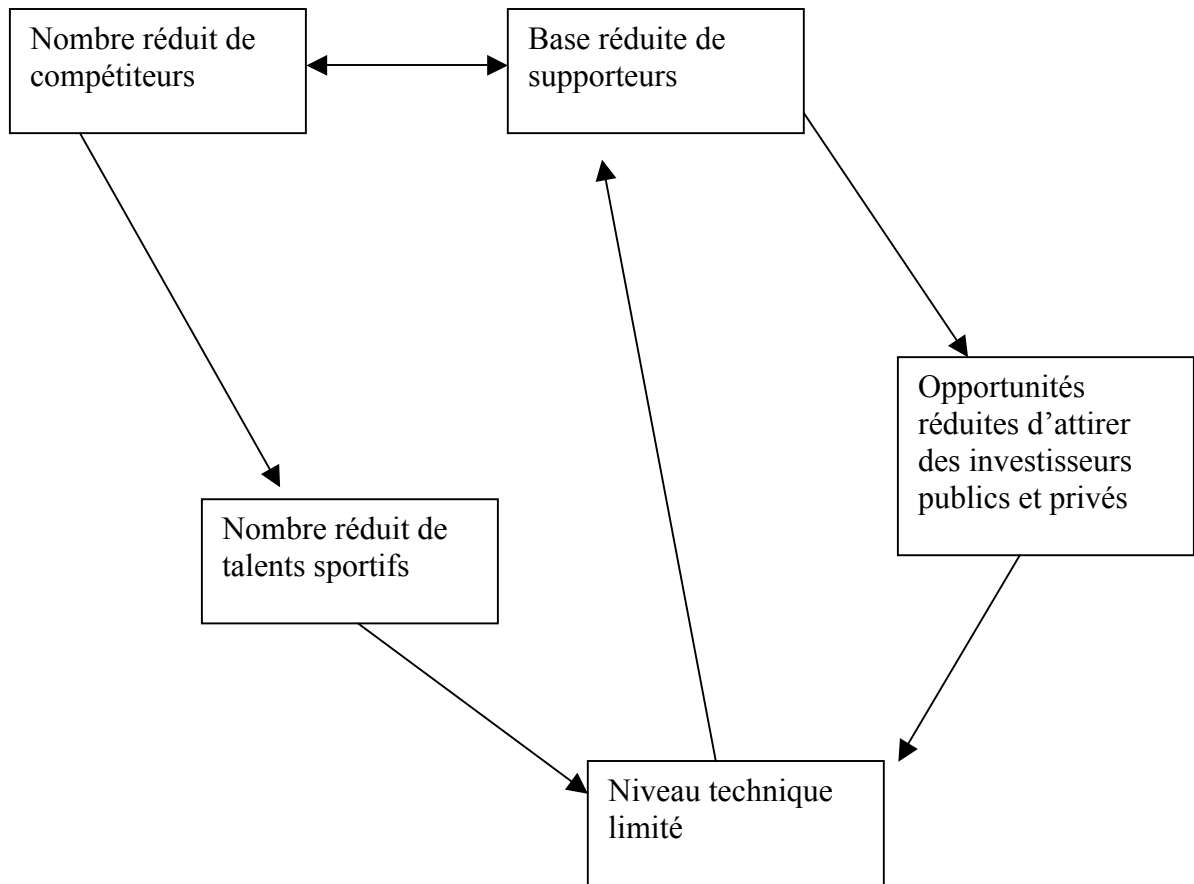 Nombre réduit de
compétiteurs
Base réduite de
supporteurs
Opportunités
réduites d’attirer
des investisseurs
publics et privés
Nombre réduit de
talents sportifs
Niveau technique
limité